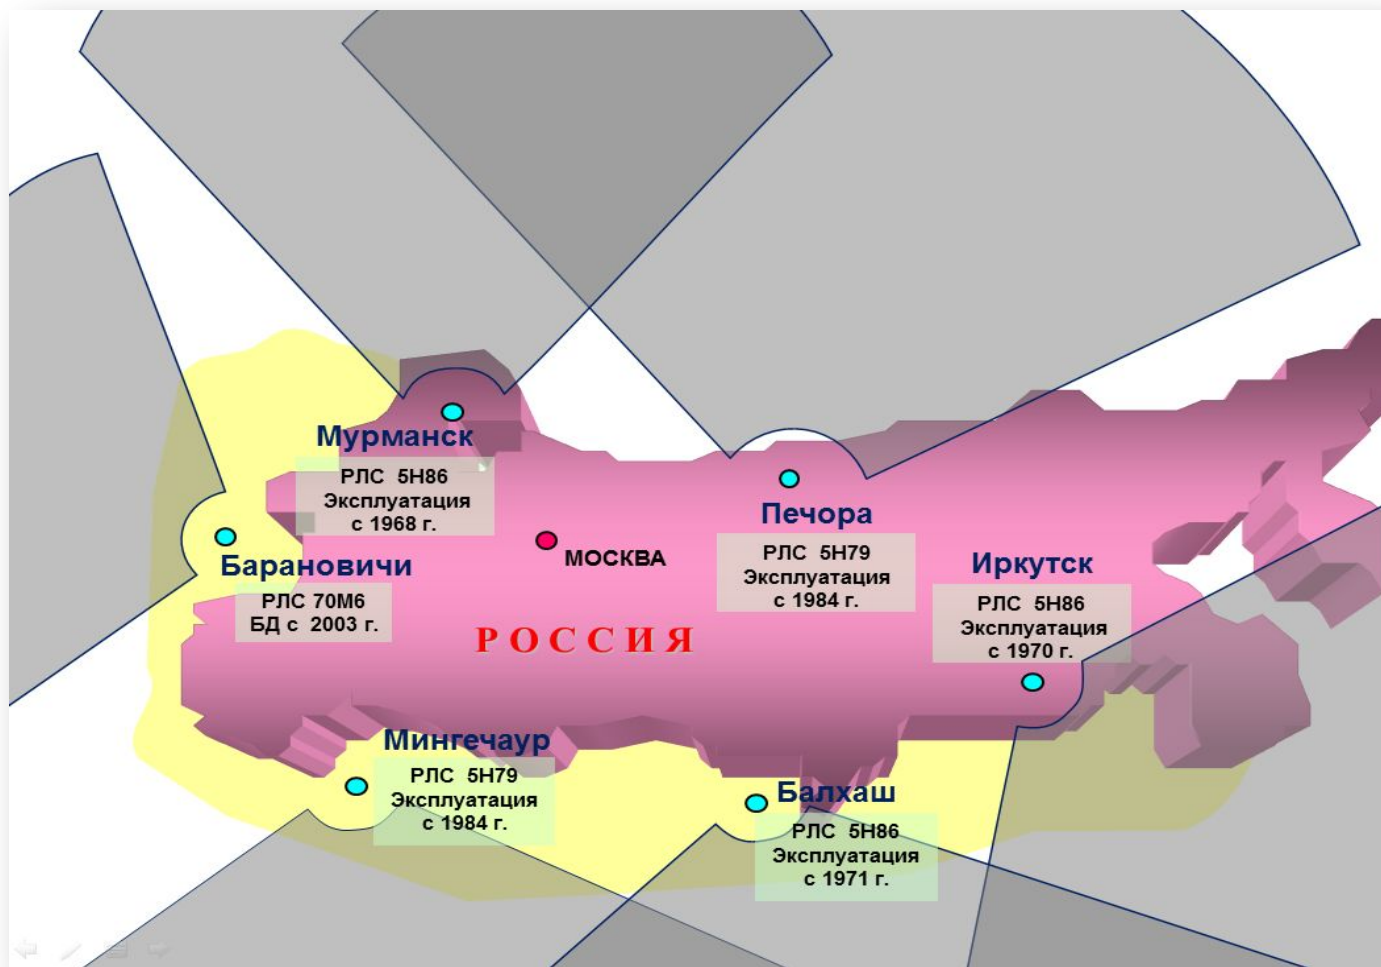 Мурманск
РЛС 5Н86
Эксплуатация
с 1968 г.
Печора
РЛС 5Н79
Эксплуатация
с 1984 г.
МОСКВА
Барановичи
РЛС 70М6
БД с 2003 г.
Иркутск
РЛС 5Н86
Эксплуатация
с 1970 г.
РОССИЯ
Мингечаур
РЛС 5Н79
Эксплуатация
с 1984 г.
Балхаш
РЛС 5Н86
Эксплуатация
с 1971 г.